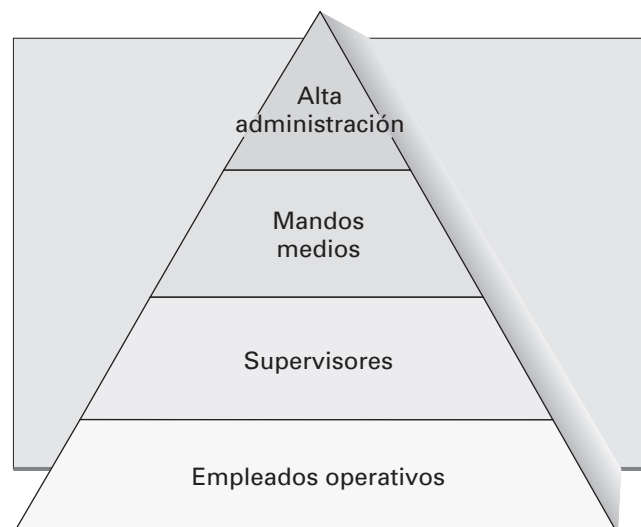 Alta
administración
Mandos
medios
Supervisores
Empleados operativos